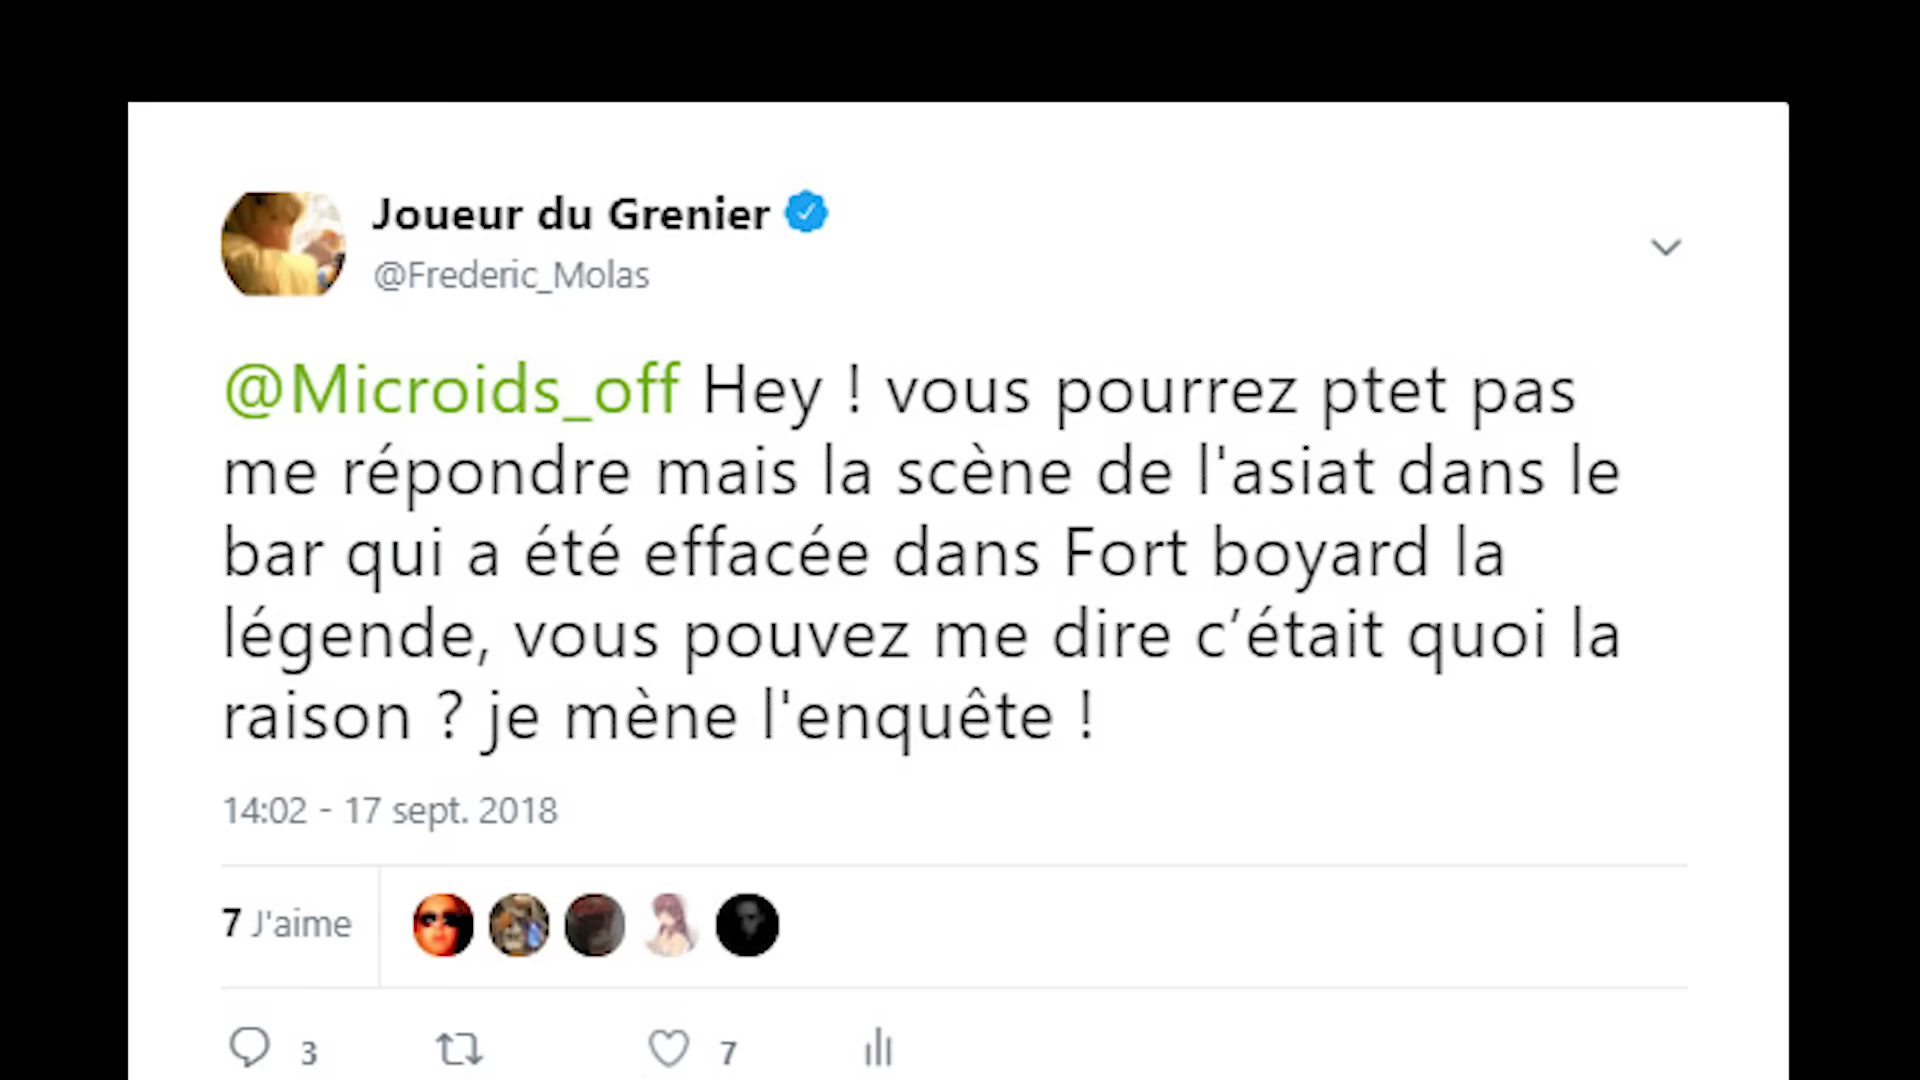 Joueur du Grenier
@Frederic_Molas
@Microids_off Hey ! vous pourrez ptet pas
me répondre mais la scène de l'asiat dans le
bar qui a été effacée dans Fort boyard la
légende, vous pouvez me dire c’était quoi la
raison ? je mène l'enquête !
14:02 - 17 sept. 2018
7 J'aime
3 7